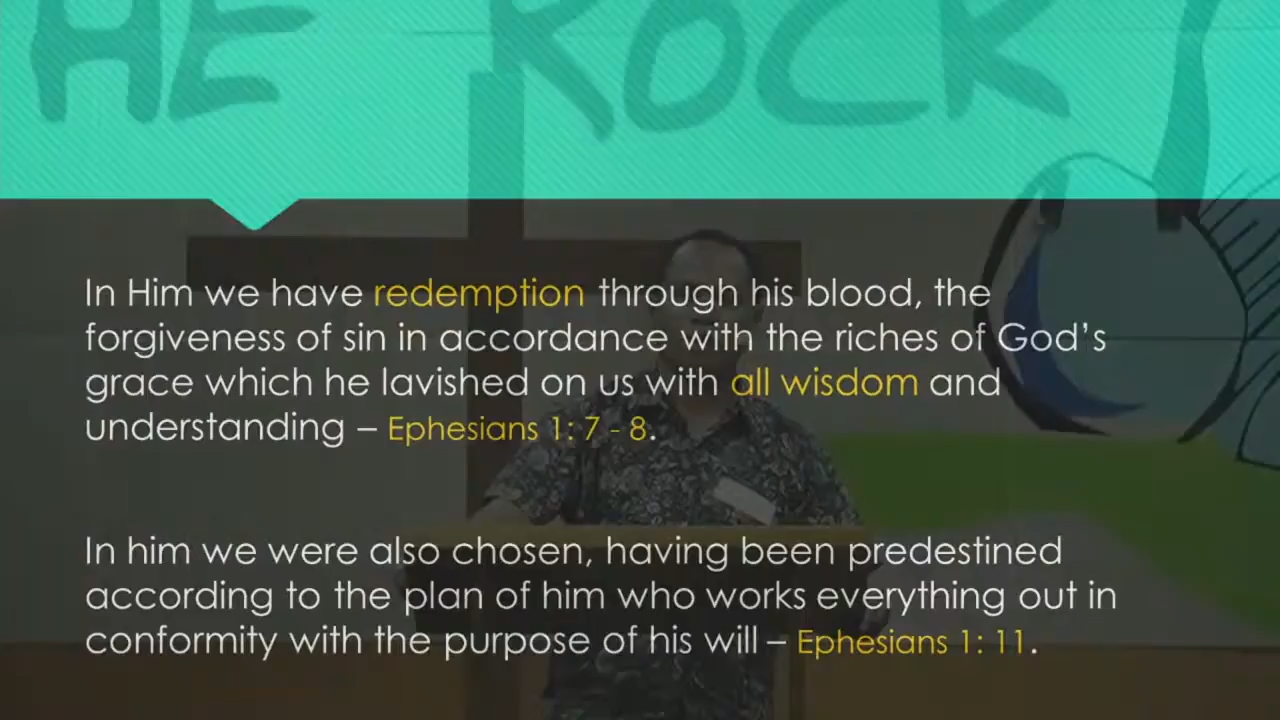 HE ROCK
In Him we have redemption through his blood, the
forgiveness of sin in accordance with the riches of God's
grace which he lavished on us with all wisdom and
understanding – Ephesians 1: 7 - 8.
In him we were also chosen, having been predestined
according to the plan of him who works everything out in
conformity with the purpose of his will – Ephesians 1: 11.